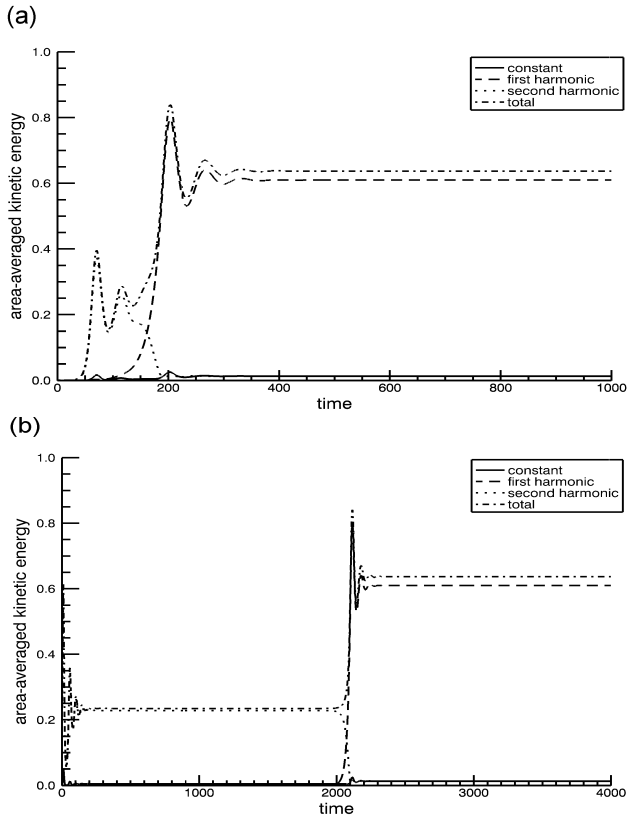 (a)
1.0
0.8
0.6
0.4
0.2
0.0
area-averaged kinetic energy
constant
first harmonic
second harmonic
total
0
200
400
600
800
1000
time
(b)
1.0
0.8
0.6
0.4
0.2
0.0
area-averaged kinetic energy
constant
first harmonic
second harmonic
total
0
1000
2000
3000
4000
time